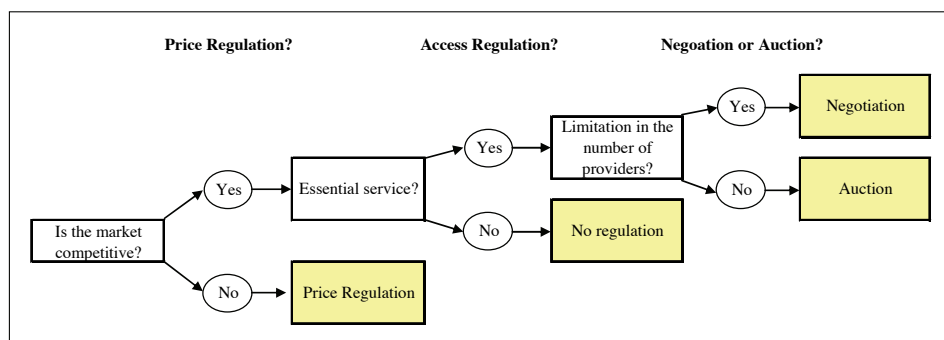 Price Regulation?
Access Regulation?
Negoation or Auction?
Is the market
competitive?
Yes
No
Essential service?
Price Regulation
Yes
No
Limitation in the
number of
providers?
No regulation
Yes
No
Negotiation
Auction